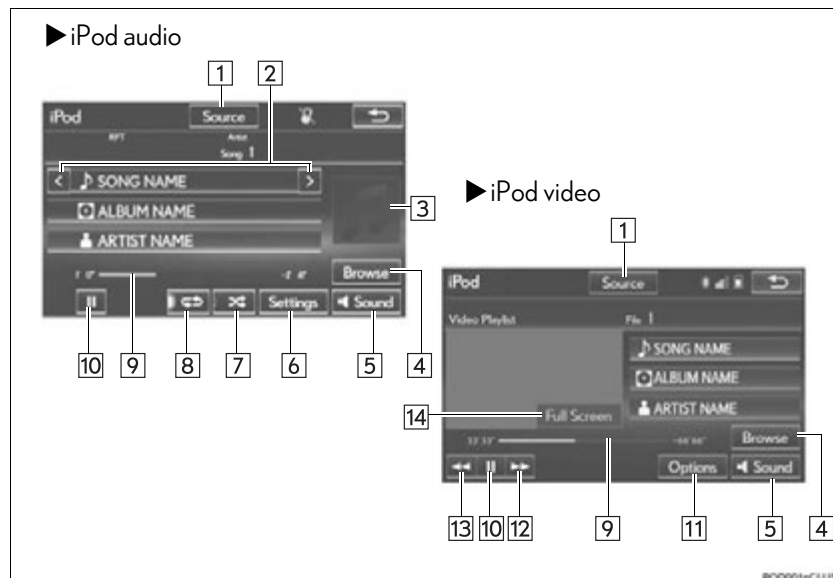 ▶iPod audio
1 2
iPod Source
RPT Artist
Song 1
< SONG NAME >
ALBUM NAME
ARTIST NAME
3
Browse
Settings Sound
10 9 8 7 6 5 4
▶iPod video
1
iPod Source
Video Playlist File 1
SONG NAME
ALBUM NAME
ARTIST NAME
14 Full Screen
Browse
Options Sound
13 10 12 9 11 5 4